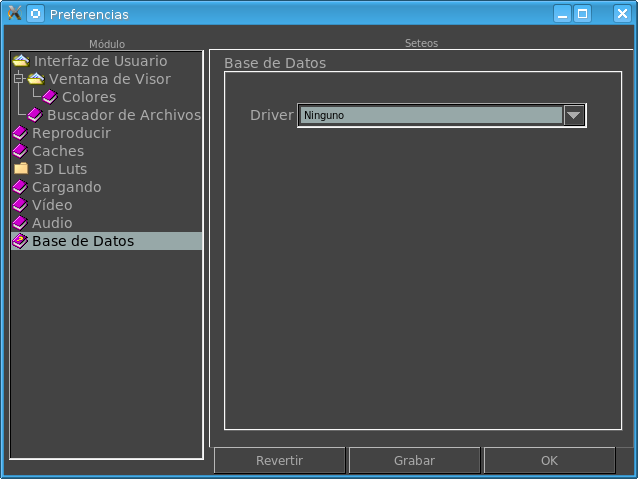 Preferencias
Módulo
Interfaz de Usuario
Ventana de Visor
Colores
Buscador de Archivos
Reproducir
Caches
3D Luts
Cargando
Vídeo
Audio
Base de Datos
Seteos
Base de Datos
Driver Ninguno
Revertir Grabar OK